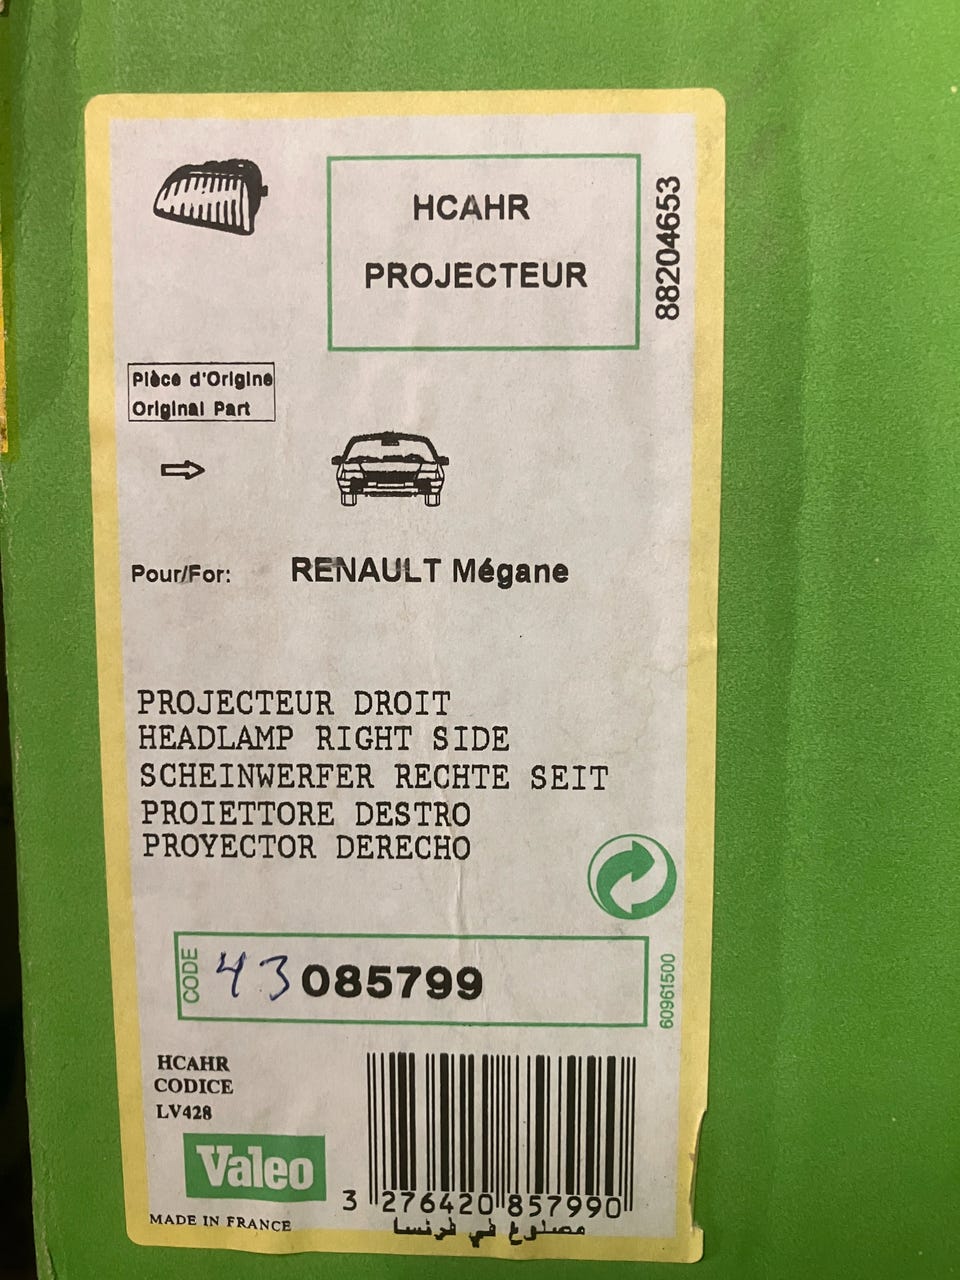 HCAHR
PROJECTEUR
88204653
Pièce d'Origine
Original Part
Pour/For: RENAULT Mégane
PROJECTEUR DROIT
HEADLAMP RIGHT SIDE
SCHEINWERFER RECHTE SEIT
PROIETTORE DESTRO
PROYECTOR DERECHO
CODE 43 085799
60961500
HCAHR
CODICE
LV428
Valeo
3 276420 857990
MADE IN FRANCE
مصنوع في فرنسا